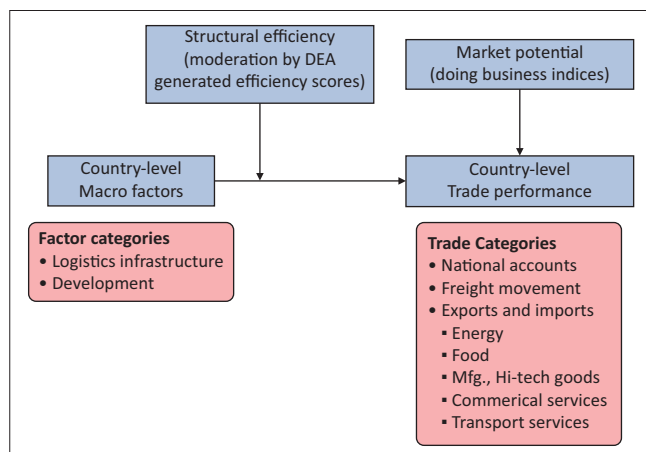 Structural efficiency
(moderation by DEA
generated efficiency scores)
Market potential
(doing business indices)
Country-level
Macro factors
Country-level
Trade performance
Factor categories
• Logistics infrastructure
• Development
Trade Categories
• National accounts
• Freight movement
• Exports and imports
▪ Energy
▪ Food
▪ Mfg., Hi-tech goods
▪ Commerical services
▪ Transport services